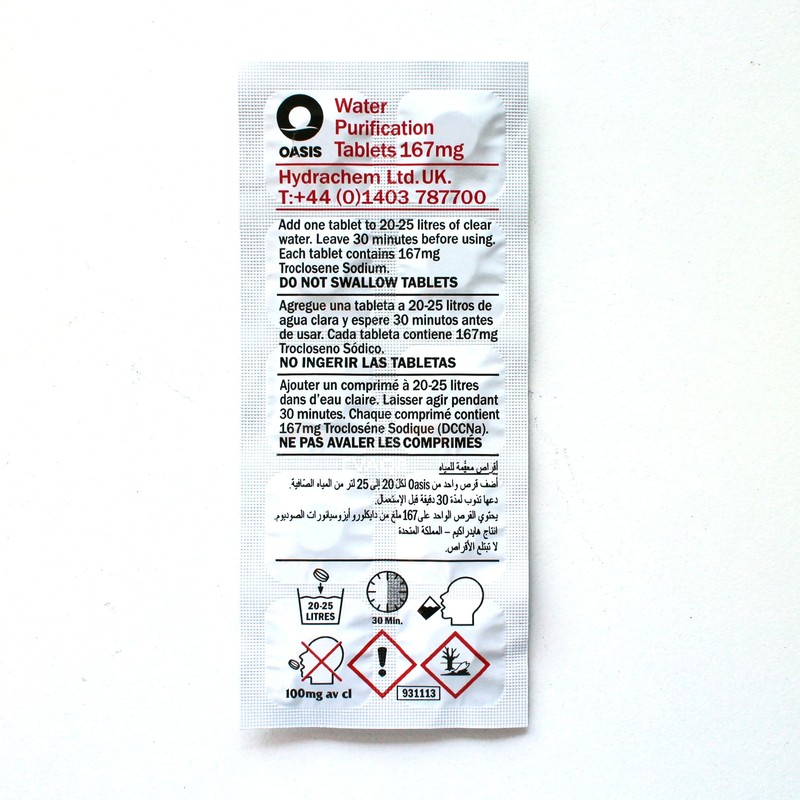 OASIS
Water
Purification
Tablets 167mg
Hydrachem Ltd. UK.
T:+44 (0)1403 787700
Add one tablet to 20-25 litres of clear
water. Leave 30 minutes before using.
Each tablet contains 167mg
Troclosene Sodium.
DO NOT SWALLOW TABLETS
Agregue una tableta a 20-25 litros de
agua clara y espere 30 minutos antes
de usar. Cada tableta contiene 167mg
Trocloseno Sódico.
NO INGERIR LAS TABLETAS
Ajouter un comprimé à 20-25 litres
dans d'eau claire. Laisser agir pendant
30 minutes. Chaque comprimé contient
167mg Trocloséne Sodique (DCCNa).
NE PAS AVALER LES COMPRIMÉS
أقراص معقّمة للمياه
أضف قرص واحد من Oasis لكل 20 إلى 25 لتر من المياه الصّافية.
دعها تذوب لمدّة 30 دقيقة قبل الإستعمال.
يحتوي القرص الواحد على 167 ملغ من دايكلورو أيزوسيانورات الصوديوم.
انتاج هايدراكيم – المملكة المتحدة
لا تبتلع الأقراص.
20-25
LITRES
30 Min.
100mg av cl
931113